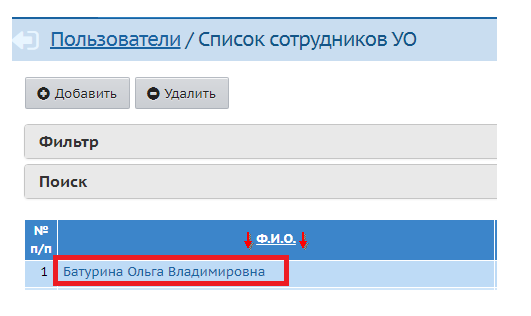 Пользователи / Список сотрудников УО
Добавить Удалить
Фильтр
Поиск
№ п/п Ф.И.О.
1 Батурина Ольга Владимировна